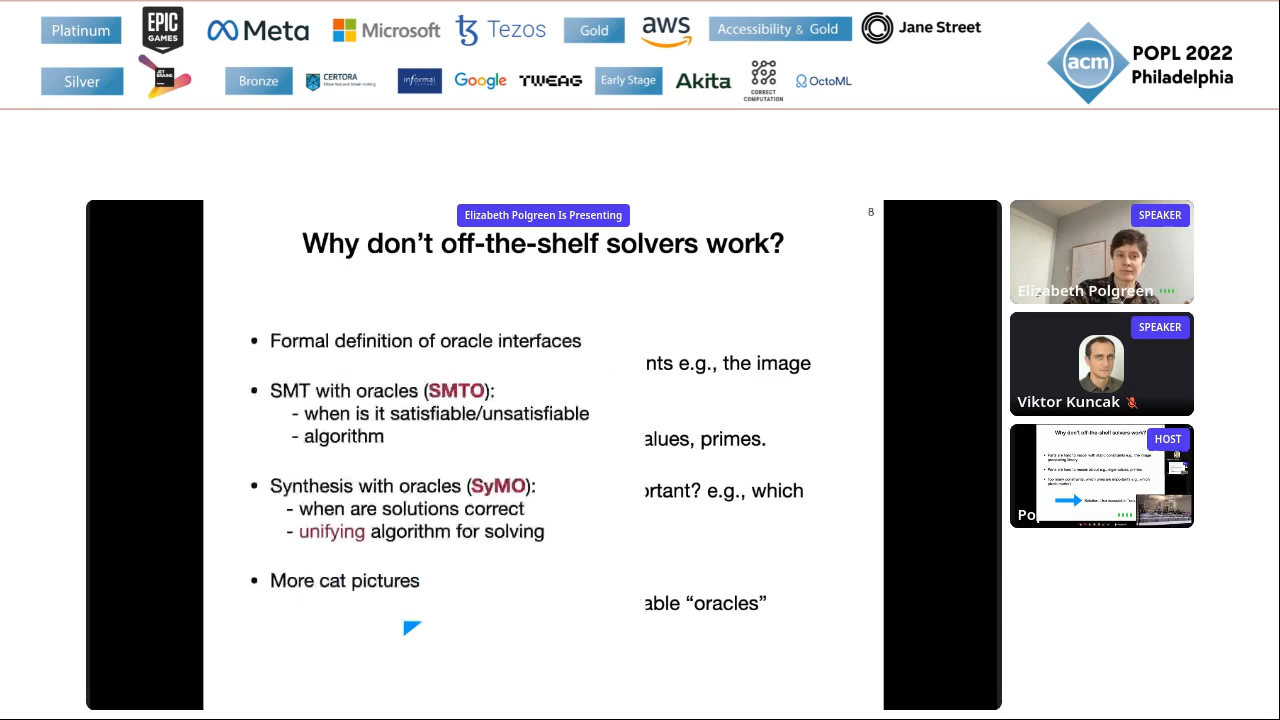 Platinum
EPIC GAMES
Meta
Microsoft
Tezos
Gold
aws
Accessibility & Gold
Jane Street
acm
POPL 2022
Philadelphia
Silver
JET BRAINS
Bronze
CERTORA
informal
Google
TWEAG
Early Stage
Akita
CORRECT COMPUTATION
OctoML
Elizabeth Polgreen Is Presenting
8
Why don't off-the-shelf solvers work?
• Formal definition of oracle interfaces
nts e.g., the image
• SMT with oracles (SMTO):
- when is it satisfiable/unsatisfiable
- algorithm
alues, primes.
• Synthesis with oracles (SyMO):
ortant? e.g., which
- when are solutions correct
- unifying algorithm for solving
• More cat pictures
able “oracles”
SPEAKER
Elizabeth Polgreen
SPEAKER
Viktor Kuncak
HOST
Why don't off-the-shelf solvers work?
Po